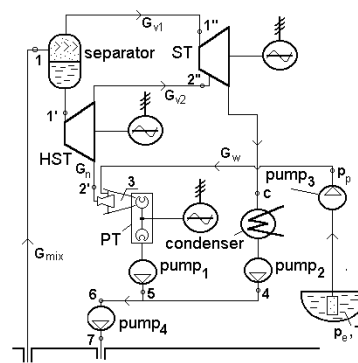 G_v1
1"
ST
1
separator
2"
G_v2
1'
HST
G_n
G_w
p_p
2'
3
pump_3
c
PT
condenser
G_mix
pump_1
pump_2
p_e,
6
5
4
pump_4
7